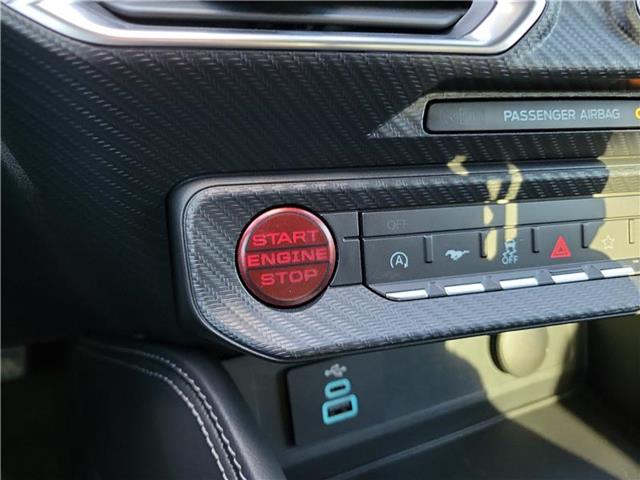 PASSENGER AIRBAG
START
ENGINE
STOP
OFF
A
OFF